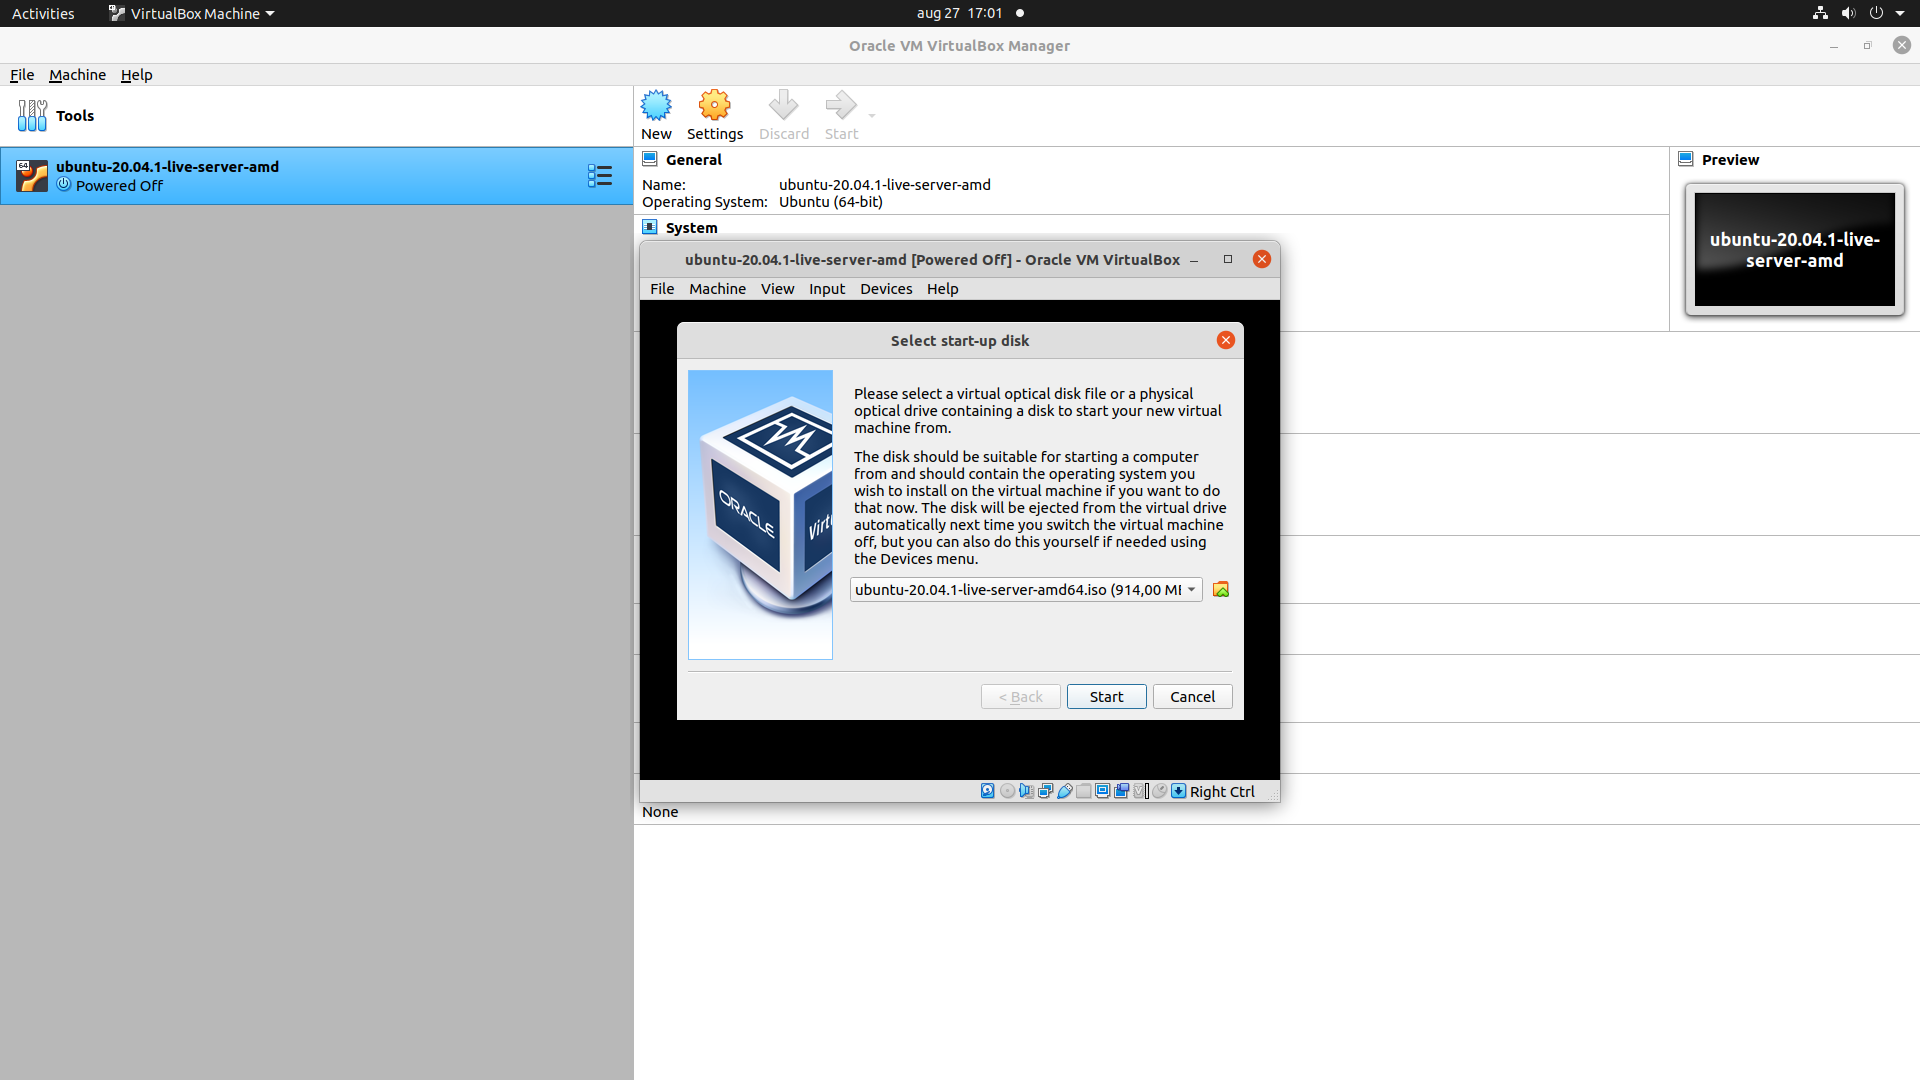 Activities
VirtualBox Machine
aug 27 17:01
Oracle VM VirtualBox Manager
File Machine Help
Tools
New
Settings
Discard
Start
64
ubuntu-20.04.1-live-server-amd
Powered Off
General
Name: ubuntu-20.04.1-live-server-amd
Operating System: Ubuntu (64-bit)
System
Preview
ubuntu-20.04.1-live-
server-amd
ubuntu-20.04.1-live-server-amd [Powered Off] - Oracle VM VirtualBox
File Machine View Input Devices Help
Select start-up disk
ORACLE
Please select a virtual optical disk file or a physical
optical drive containing a disk to start your new virtual
machine from.
The disk should be suitable for starting a computer
from and should contain the operating system you
wish to install on the virtual machine if you want to do
that now. The disk will be ejected from the virtual drive
automatically next time you switch the virtual machine
off, but you can also do this yourself if needed using
the Devices menu.
ubuntu-20.04.1-live-server-amd64.iso (914,00 MI
< Back
Start
Cancel
Right Ctrl
None